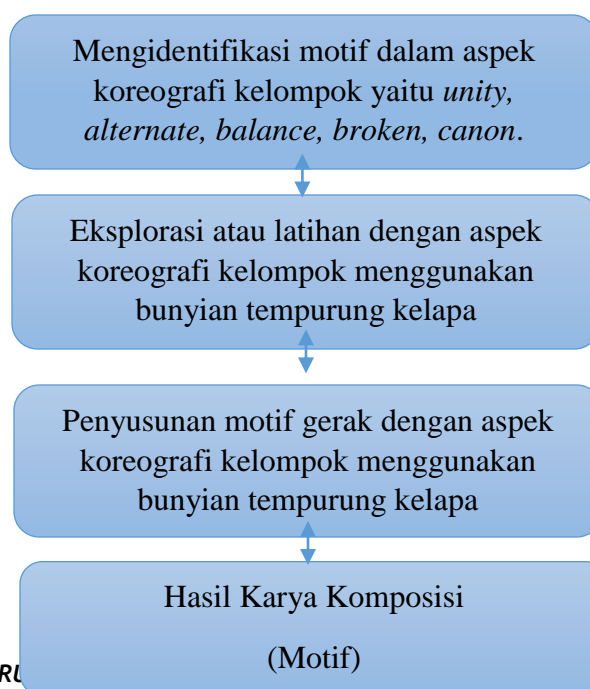 Mengidentifikasi motif dalam aspek
koreografi kelompok yaitu unity,
alternate, balance, broken, canon.
Eksplorasi atau latihan dengan aspek
koreografi kelompok menggunakan
bunyian tempurung kelapa
Penyusunan motif gerak dengan aspek
koreografi kelompok menggunakan
bunyian tempurung kelapa
Hasil Karya Komposisi
(Motif)